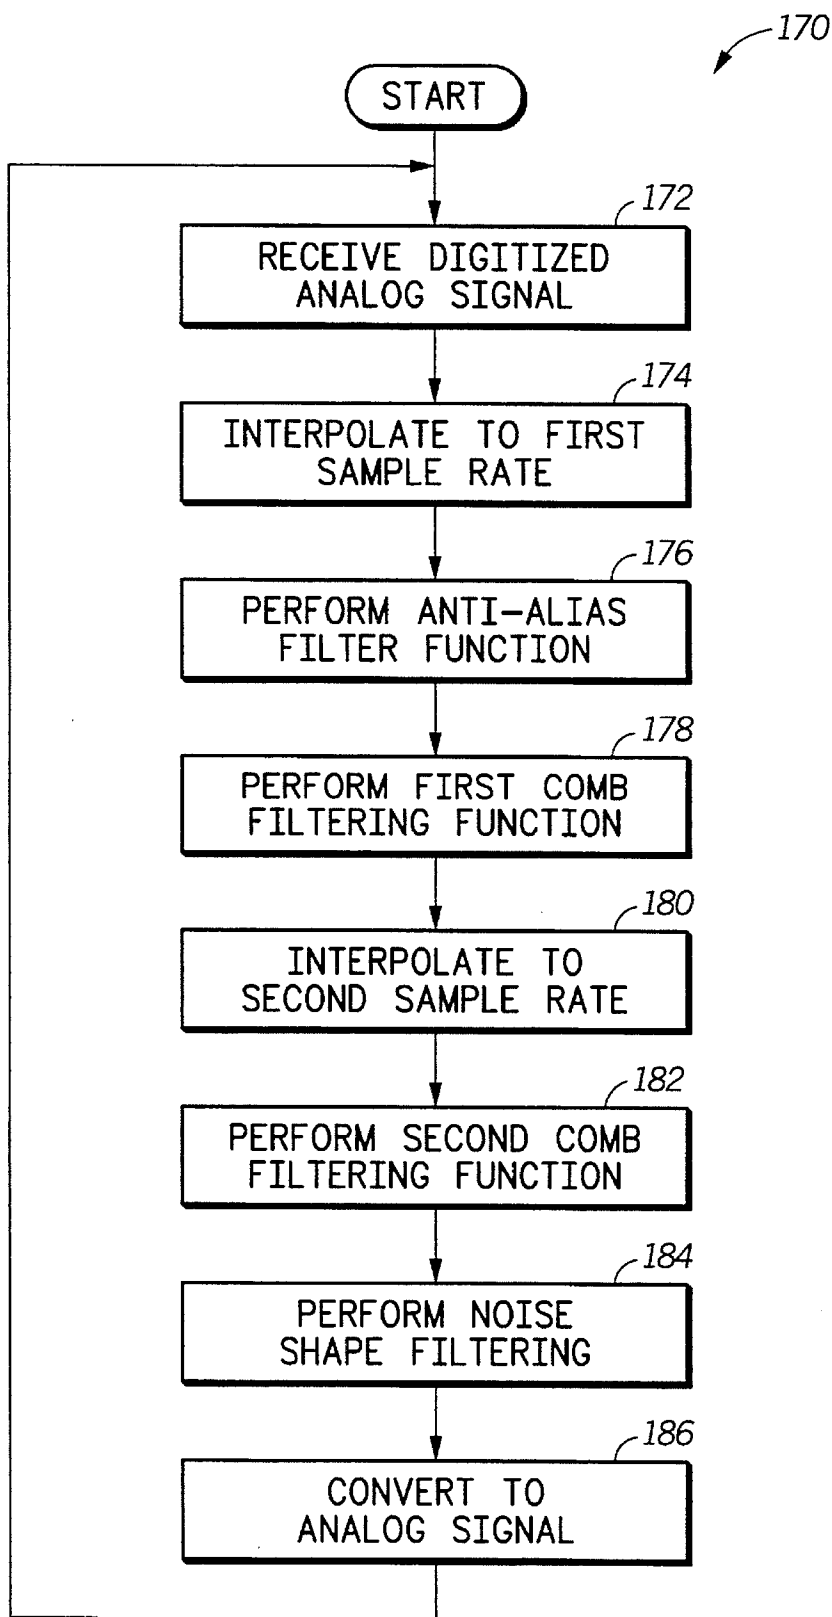 170
START
172
RECEIVE DIGITIZED
ANALOG SIGNAL
174
INTERPOLATE TO FIRST
SAMPLE RATE
176
PERFORM ANTI-ALIAS
FILTER FUNCTION
178
PERFORM FIRST COMB
FILTERING FUNCTION
180
INTERPOLATE TO
SECOND SAMPLE RATE
182
PERFORM SECOND COMB
FILTERING FUNCTION
184
PERFORM NOISE
SHAPE FILTERING
186
CONVERT TO
ANALOG SIGNAL